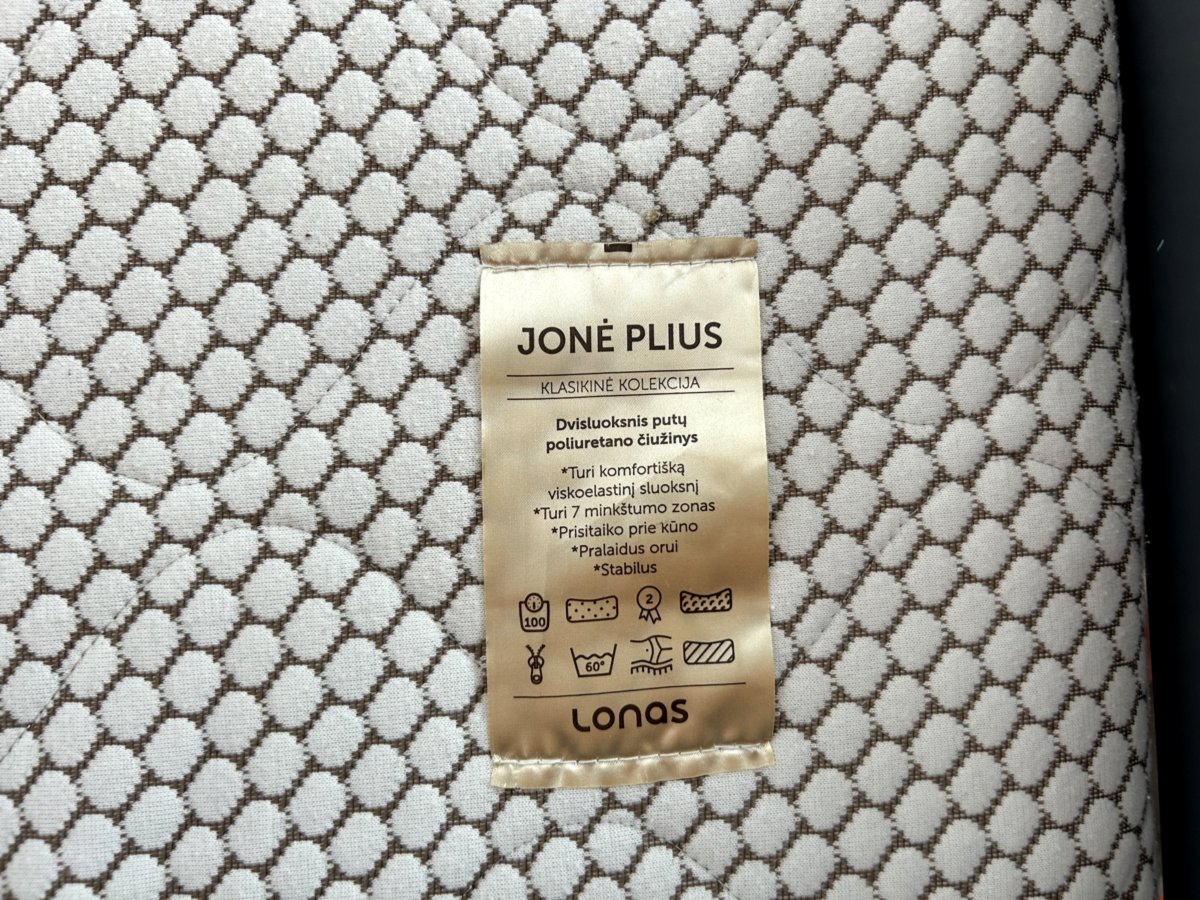 JONĖ PLIUS
KLASIKINĖ KOLEKCIJA
Dvisluoksnis putų
poliuretano čiužinys
*Turi komfortišką
viskoelastinį sluoksnį
*Turi 7 minkštumo zonas
*Prisitaiko prie kūno
*Pralaidus orui
*Stabilus
100 2
60°
Lonas